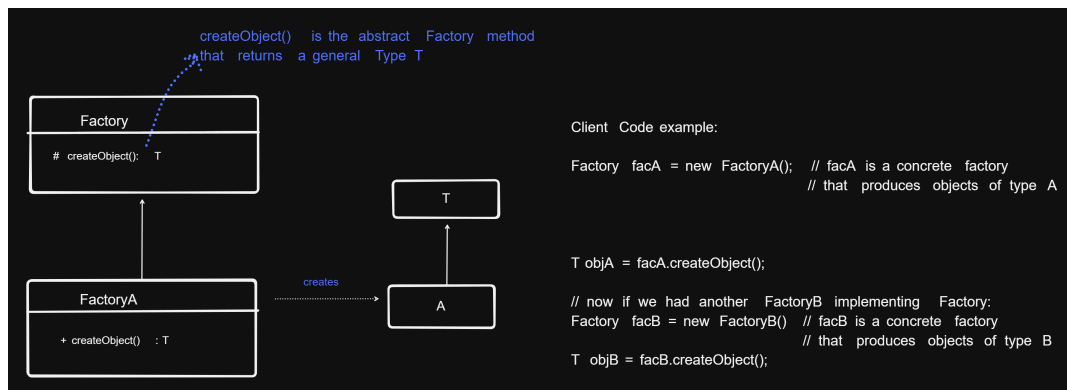 createObject() is the abstract Factory method
that returns a general Type T
Factory
# createObject(): T
T
FactoryA
+ createObject() : T
creates
A
Client Code example:
Factory facA = new FactoryA(); // facA is a concrete factory
// that produces objects of type A
T objA = facA.createObject();
// now if we had another FactoryB implementing Factory:
Factory facB = new FactoryB() // facB is a concrete factory
// that produces objects of type B
T objB = facB.createObject();